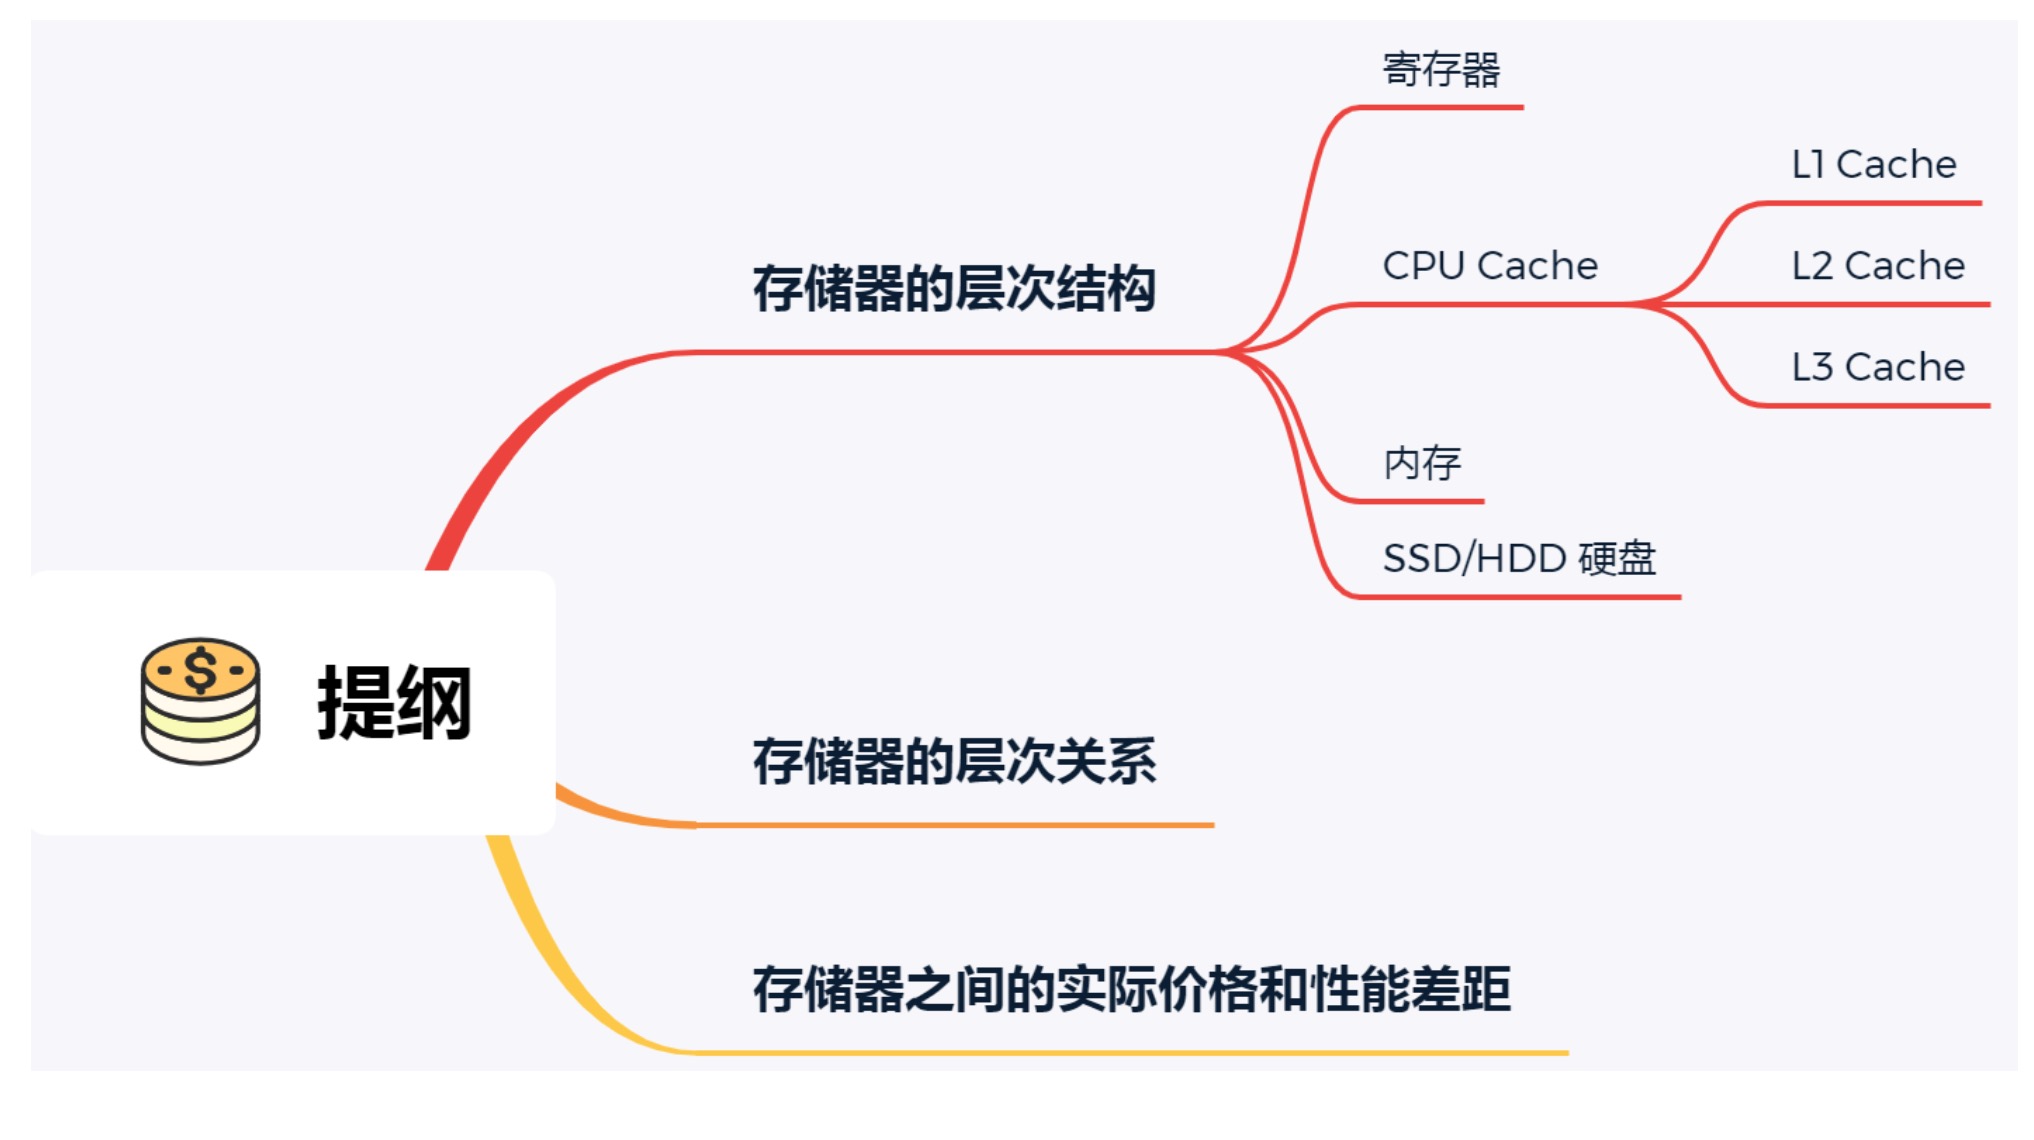 寄存器
L1 Cache
存储器的层次结构
CPU Cache
L2 Cache
L3 Cache
内存
SSD/HDD 硬盘
$
提纲
存储器的层次关系
存储器之间的实际价格和性能差距